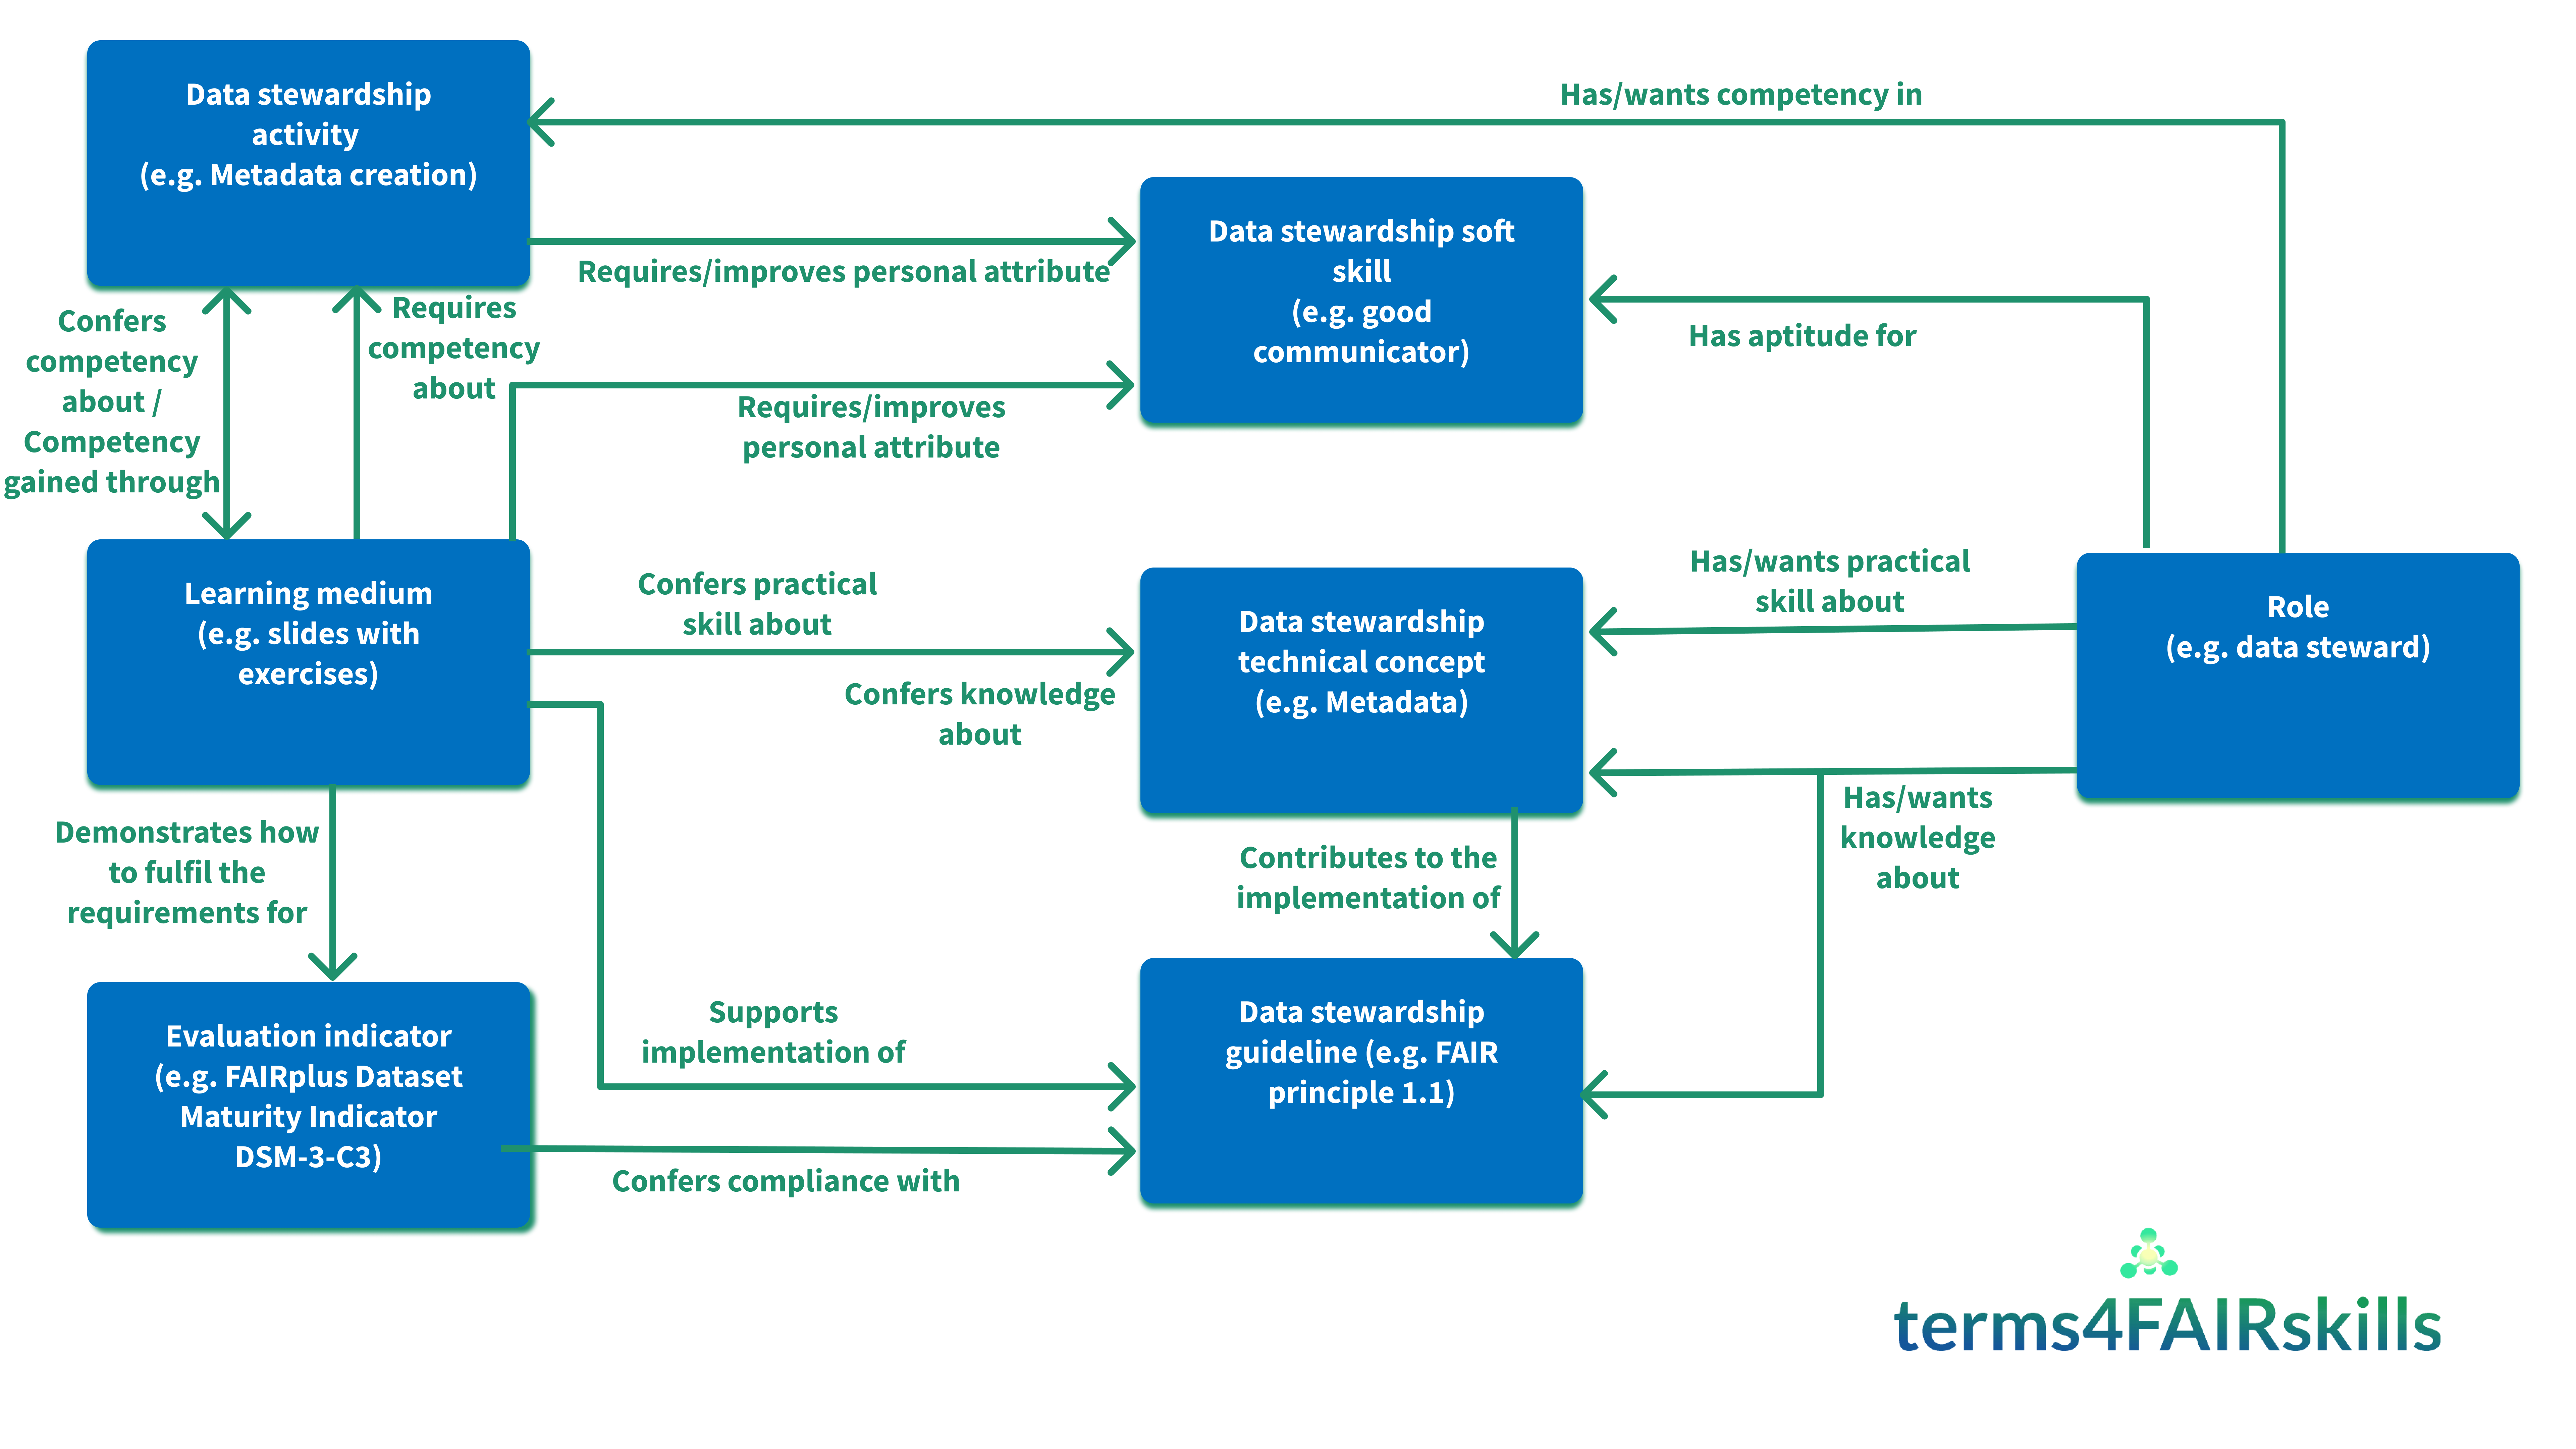 Data stewardship
activity
(e.g. Metadata creation)
Has/wants competency in
Data stewardship soft
skill
(e.g. good
communicator)
Requires/improves personal attribute
Has aptitude for
Confers
competency
about /
Competency
gained through
Requires
competency
about
Requires/improves
personal attribute
Learning medium
(e.g. slides with
exercises)
Confers practical
skill about
Confers knowledge
about
Data stewardship
technical concept
(e.g. Metadata)
Has/wants practical
skill about
Role
(e.g. data steward)
Has/wants
knowledge
about
Demonstrates how
to fulfil the
requirements for
Contributes to the
implementation of
Evaluation indicator
(e.g. FAIRplus Dataset
Maturity Indicator
DSM-3-C3)
Supports
implementation of
Data stewardship
guideline (e.g. FAIR
principle 1.1)
Confers compliance with
terms4FAIRskills